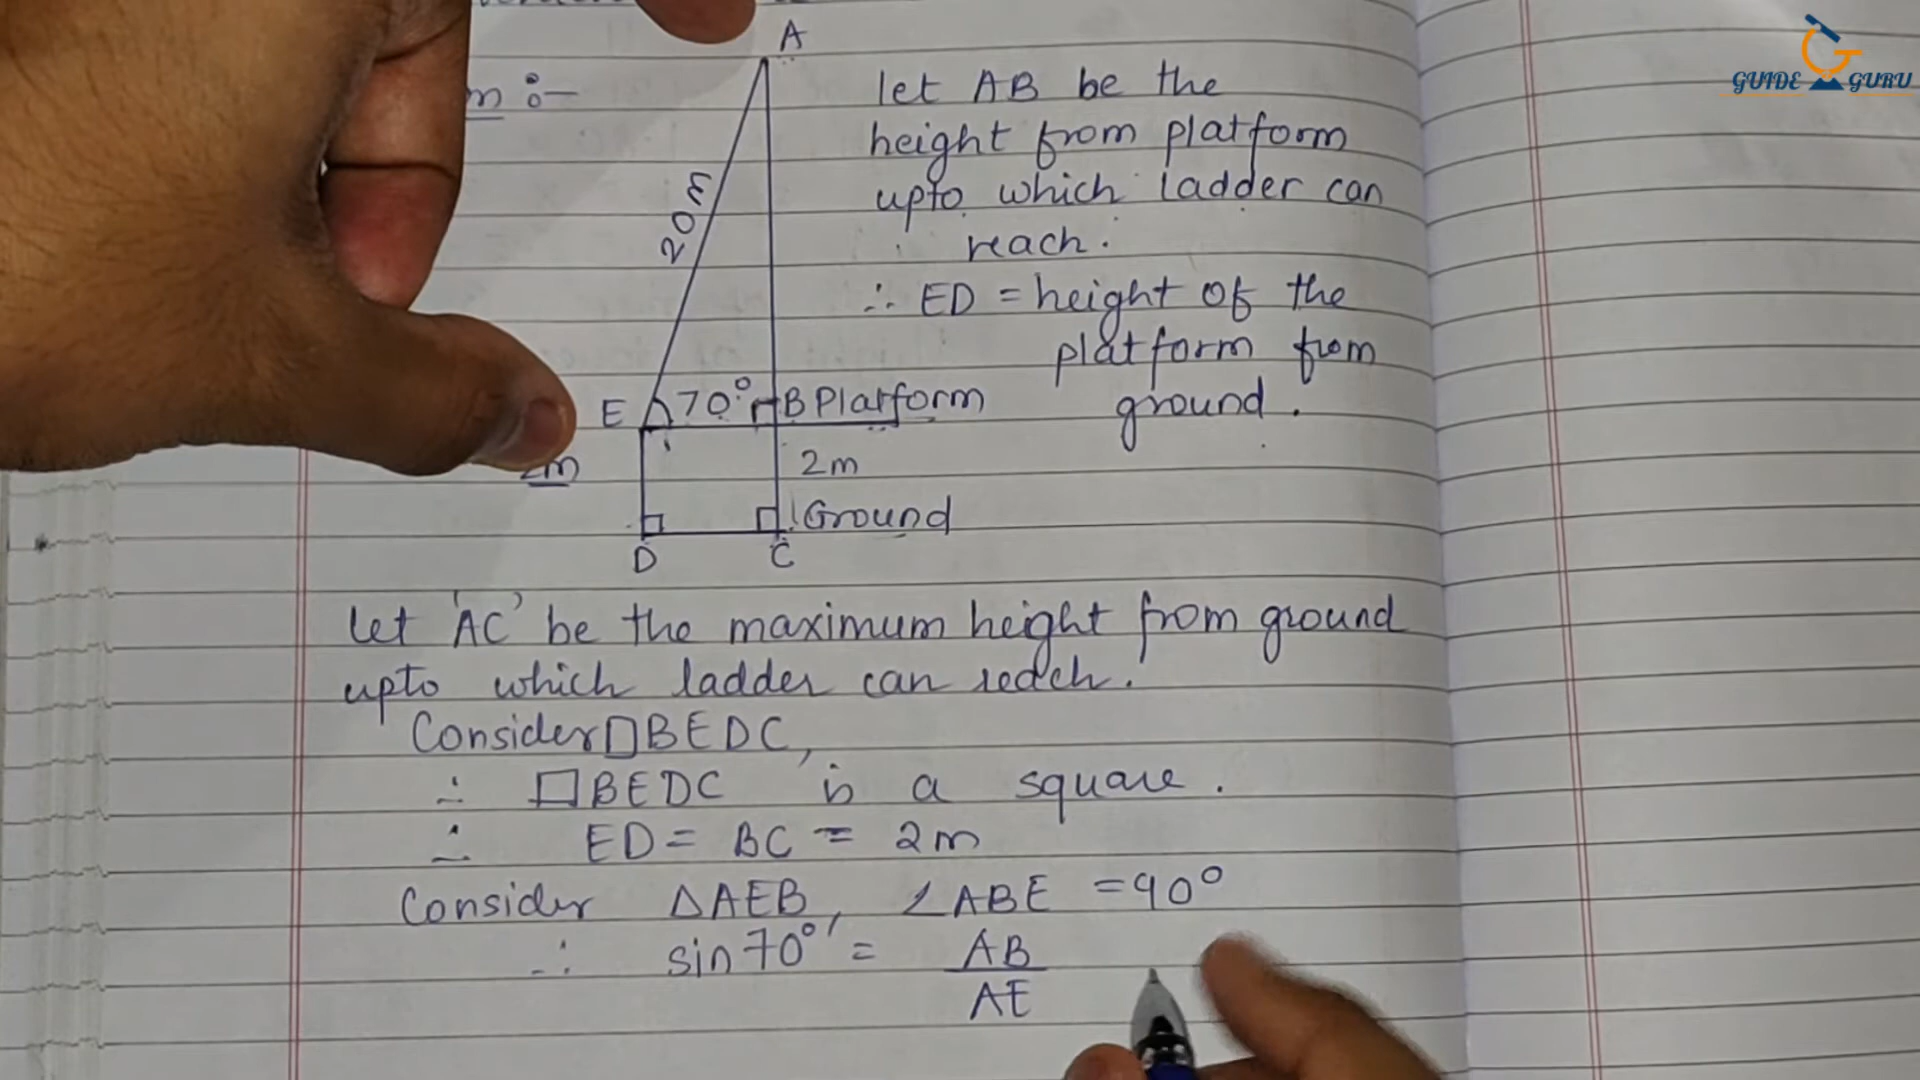 GUIDE GURU
A
let AB be the
height from platform
upto which ladder can
reach.
∴ ED = height of the
platform from
ground.
20m
E 70° B Platform
2m 2m
Ground
D C
Let 'AC' be the maximum height from ground
upto which ladder can reach.
Consider □BEDC,
∴ □BEDC is a square.
∴ ED = BC = 2m
Consider △AEB, ∠ABE = 90°
∴ sin 70° = AB
AE